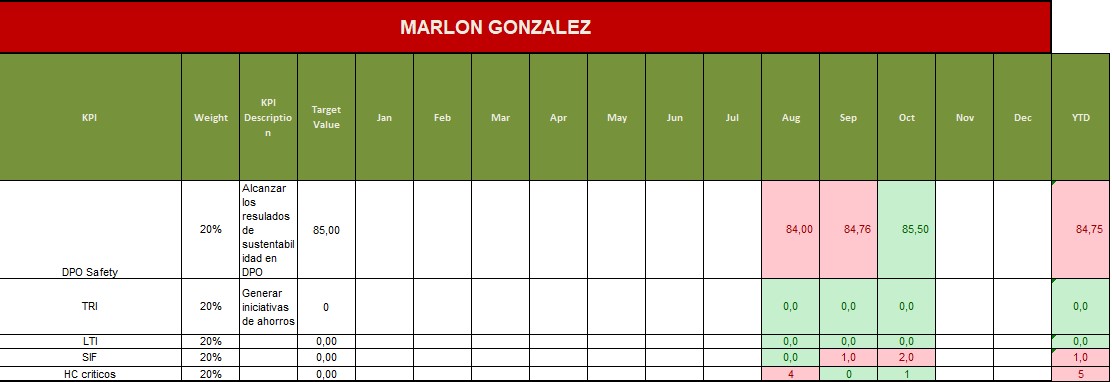 MARLON GONZALEZ
KPI Weight KPI Descriptio n Target Value Jan Feb Mar Apr May Jun Jul Aug Sep Oct Nov Dec YTD
DPO Safety 20% Alcanzar los resulados de sustentabil idad en DPO 85,00 84,00 84,76 85,50 84,75
TRI 20% Generar iniciativas de ahorros 0 0,0 0,0 0,0 0,0
LTI 20% 0,00 0,0 0,0 0,0 0,0
SIF 20% 0,00 0,0 1,0 2,0 1,0
HC criticos 20% 0,00 4 0 1 5